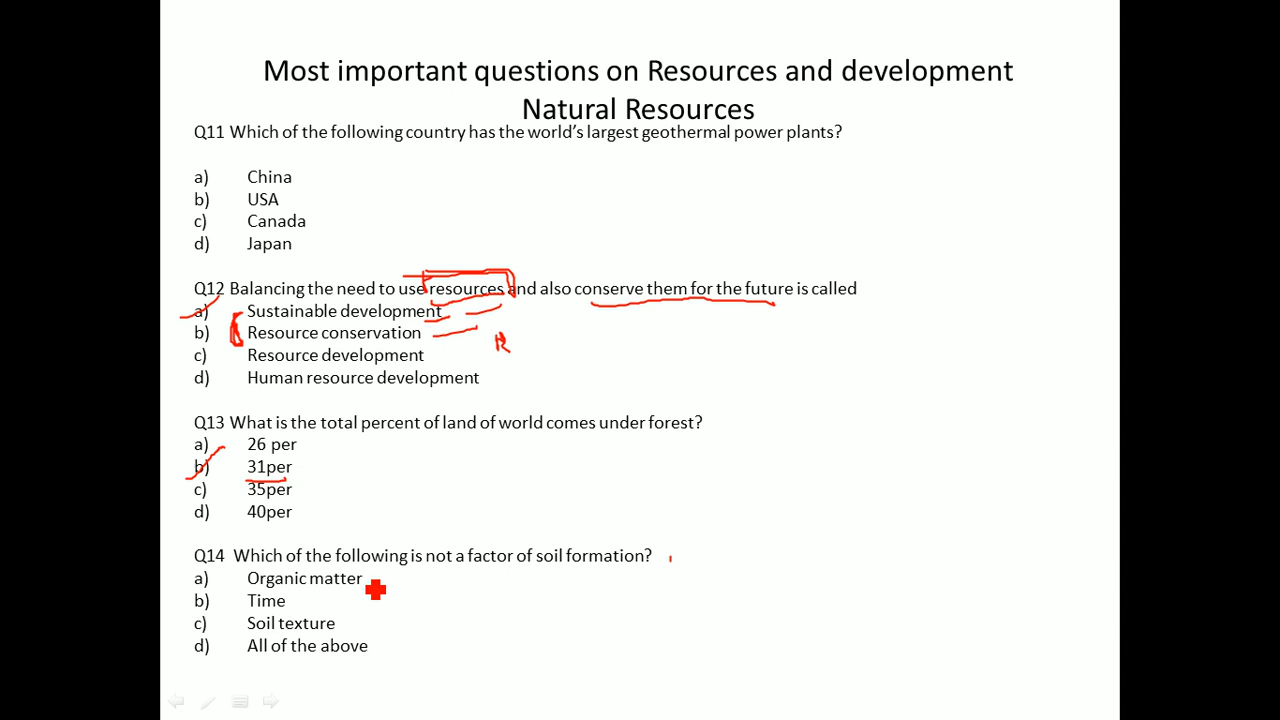 Most important questions on Resources and development
Natural Resources
Q11 Which of the following country has the world's largest geothermal power plants?
a) China
b) USA
c) Canada
d) Japan
Q12 Balancing the need to use resources and also conserve them for the future is called
a) Sustainable development
b) Resource conservation
R
c) Resource development
d) Human resource development
Q13 What is the total percent of land of world comes under forest?
a) 26 per
b) 31per
c) 35per
d) 40per
Q14 Which of the following is not a factor of soil formation?
a) Organic matter
b) Time
c) Soil texture
d) All of the above